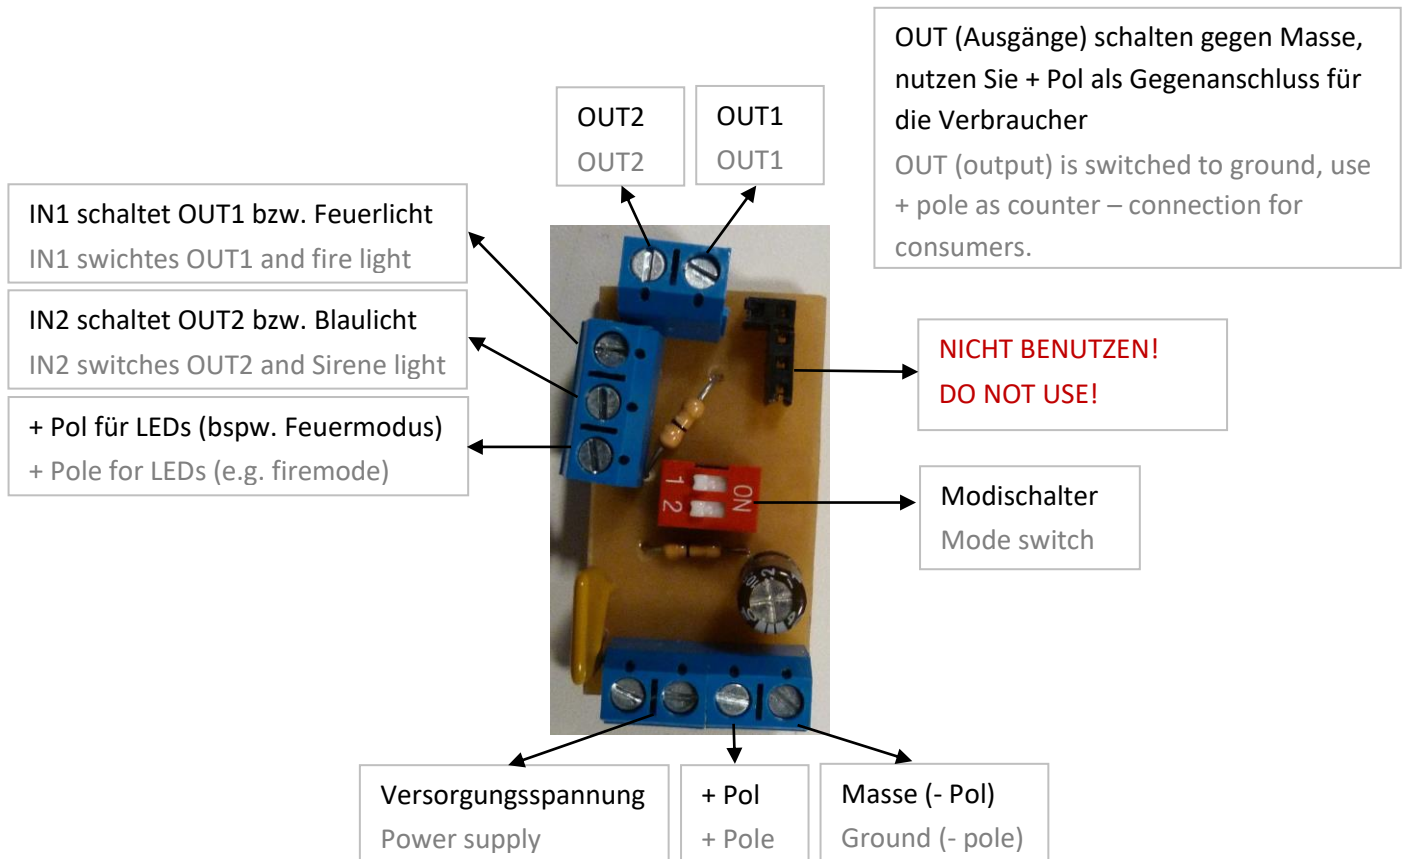 OUT (Ausgänge) schalten gegen Masse,
nutzen Sie + Pol als Gegenanschluss für
die Verbraucher
OUT (output) is switched to ground, use
+ pole as counter – connection for
consumers.
OUT2
OUT2
OUT1
OUT1
IN1 schaltet OUT1 bzw. Feuerlicht
IN1 swichtes OUT1 and fire light
IN2 schaltet OUT2 bzw. Blaulicht
IN2 switches OUT2 and Sirene light
+ Pol für LEDs (bspw. Feuermodus)
+ Pole for LEDs (e.g. firemode)
NICHT BENUTZEN!
DO NOT USE!
Modischalter
Mode switch
1 2
ON
Versorgungsspannung
Power supply
+ Pol
+ Pole
Masse (- Pol)
Ground (- pole)